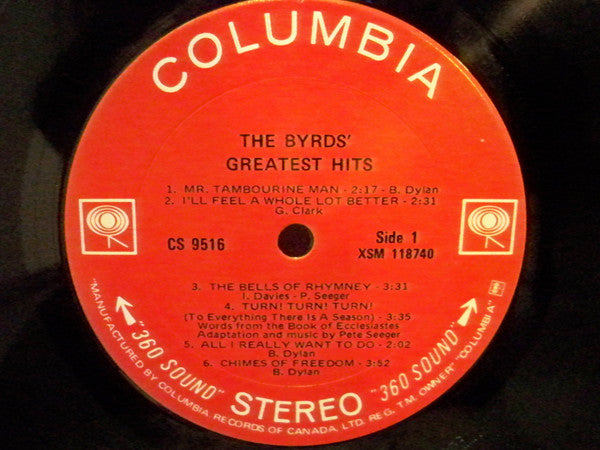 COLUMBIA
THE BYRDS'
GREATEST HITS
1. MR. TAMBOURINE MAN - 2:17 - B. Dylan
2. I'LL FEEL A WHOLE LOT BETTER - 2:31
G. Clark
CS 9516
Side 1
XSM 118740
3. THE BELLS OF RHYMNEY - 3:31
I. Davies - P. Seeger
4. TURN! TURN! TURN!
(To Everything There Is A Season) - 3:35
Words from the Book of Ecclesiastes
Adaptation and music by Pete Seeger
5. ALL I REALLY WANT TO DO - 2:02
B. Dylan
6. CHIMES OF FREEDOM - 3:52
B. Dylan
"360 SOUND" STEREO "360 SOUND"
"MANUFACTURED BY COLUMBIA RECORDS OF CANADA, LTD. REG. T.M. OWNER" "COLUMBIA"